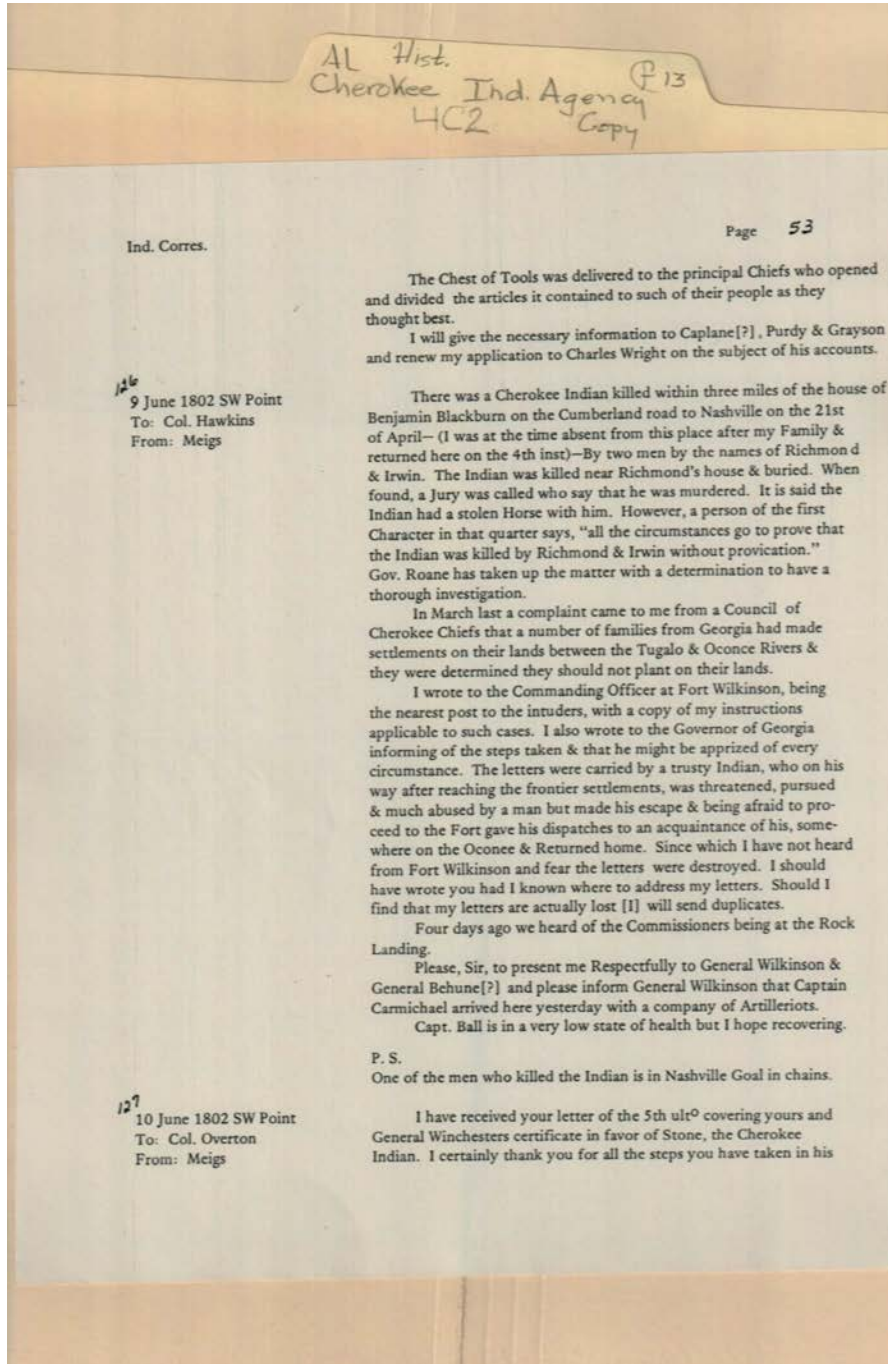 AL Hist.
Cherokee Ind. Agency F 13
4C2 Copy
Page 53
Ind. Corres.
The Chest of Tools was delivered to the principal Chiefs who opened
and divided the articles it contained to such of their people as they
thought best.
I will give the necessary information to Caplane[?], Purdy & Grayson
and renew my application to Charles Wright on the subject of his accounts.
126
9 June 1802 SW Point
To: Col. Hawkins
From: Meigs
There was a Cherokee Indian killed within three miles of the house of
Benjamin Blackburn on the Cumberland road to Nashville on the 21st
of April— (I was at the time absent from this place after my Family &
returned here on the 4th inst)—By two men by the names of Richmon d
& Irwin. The Indian was killed near Richmond's house & buried. When
found, a Jury was called who say that he was murdered. It is said the
Indian had a stolen Horse with him. However, a person of the first
Character in that quarter says, "all the circumstances go to prove that
the Indian was killed by Richmond & Irwin without provication."
Gov. Roane has taken up the matter with a determination to have a
thorough investigation.
In March last a complaint came to me from a Council of
Cherokee Chiefs that a number of families from Georgia had made
settlements on their lands between the Tugalo & Oconce Rivers &
they were determined they should not plant on their lands.
I wrote to the Commanding Officer at Fort Wilkinson, being
the nearest post to the intuders, with a copy of my instructions
applicable to such cases. I also wrote to the Governor of Georgia
informing of the steps taken & that he might be apprized of every
circumstance. The letters were carried by a trusty Indian, who on his
way after reaching the frontier settlements, was threatened, pursued
& much abused by a man but made his escape & being afraid to pro-
ceed to the Fort gave his dispatches to an acquaintance of his, some-
where on the Oconee & Returned home. Since which I have not heard
from Fort Wilkinson and fear the letters were destroyed. I should
have wrote you had I known where to address my letters. Should I
find that my letters are actually lost [I] will send duplicates.
Four days ago we heard of the Commissioners being at the Rock
Landing.
Please, Sir, to present me Respectfully to General Wilkinson &
General Behune[?] and please inform General Wilkinson that Captain
Carmichael arrived here yesterday with a company of Artilleriots.
Capt. Ball is in a very low state of health but I hope recovering.
P. S.
One of the men who killed the Indian is in Nashville Goal in chains.
127
10 June 1802 SW Point
To: Col. Overton
From: Meigs
I have received your letter of the 5th ulto covering yours and
General Winchesters certificate in favor of Stone, the Cherokee
Indian. I certainly thank you for all the steps you have taken in his